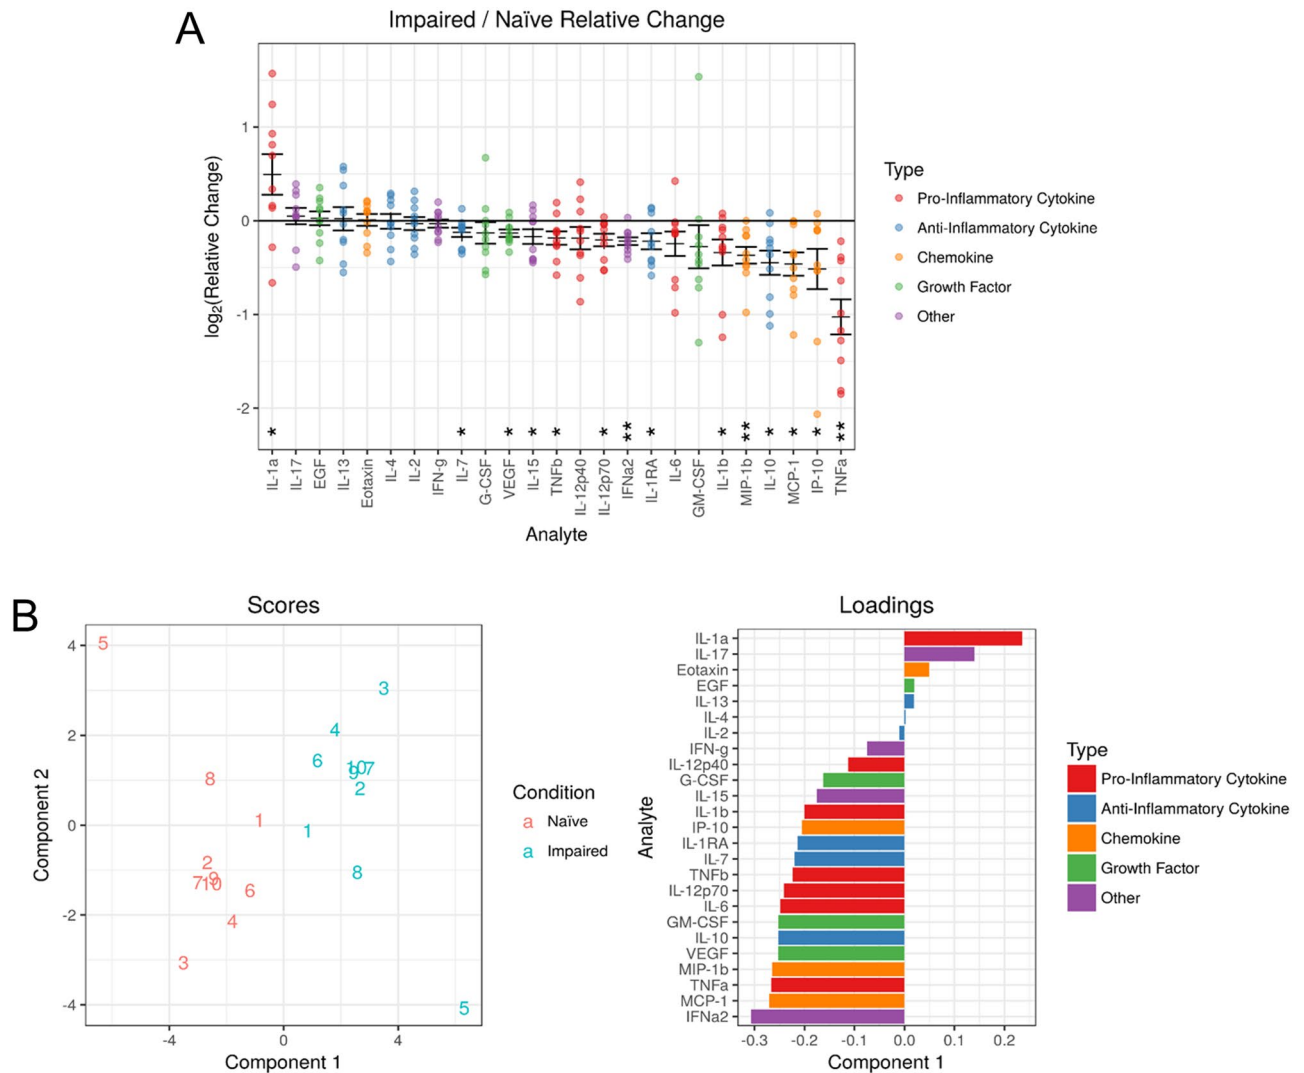 A
Impaired / Naïve Relative Change
log2(Relative Change)
1
0
-1
-2
* * * * * * ** * * ** * * * **
IL-1a IL-17 EGF IL-13 Eotaxin IL-4 IL-2 IFN-g IL-7 G-CSF VEGF IL-15 TNFb IL-12p40 IL-12p70 IFNa2 IL-1RA IL-6 GM-CSF IL-1b MIP-1b IL-10 MCP-1 IP-10 TNFa
Analyte
Type
Pro-Inflammatory Cytokine
Anti-Inflammatory Cytokine
Chemokine
Growth Factor
Other
B
Scores
Component 2
4
2
0
-2
-4
5
3
4
6
10
7
9
2
8
1
1
8
2
7
9
10
6
4
3
5
-4 0 4
Component 1
Condition
a Naïve
a Impaired
Loadings
Analyte
IL-1a
IL-17
Eotaxin
EGF
IL-13
IL-4
IL-2
IFN-g
IL-12p40
G-CSF
IL-15
IL-1b
IP-10
IL-1RA
IL-7
TNFb
IL-12p70
IL-6
GM-CSF
IL-10
VEGF
MIP-1b
TNFa
MCP-1
IFNa2
-0.3 -0.2 -0.1 0.0 0.1 0.2
Component 1
Type
Pro-Inflammatory Cytokine
Anti-Inflammatory Cytokine
Chemokine
Growth Factor
Other